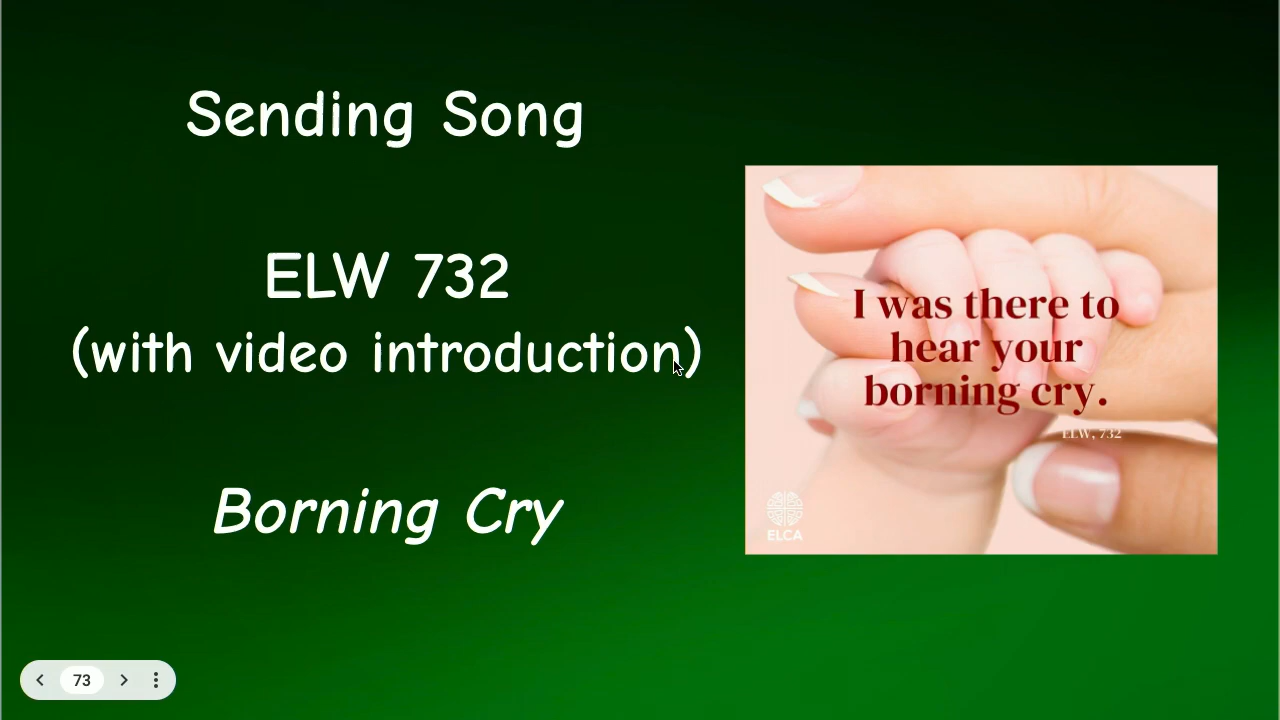 Sending Song
ELW 732
(with video introduction)
Borning Cry
I was there to
hear your
borning cry.
ELW, 732
ELCA
73